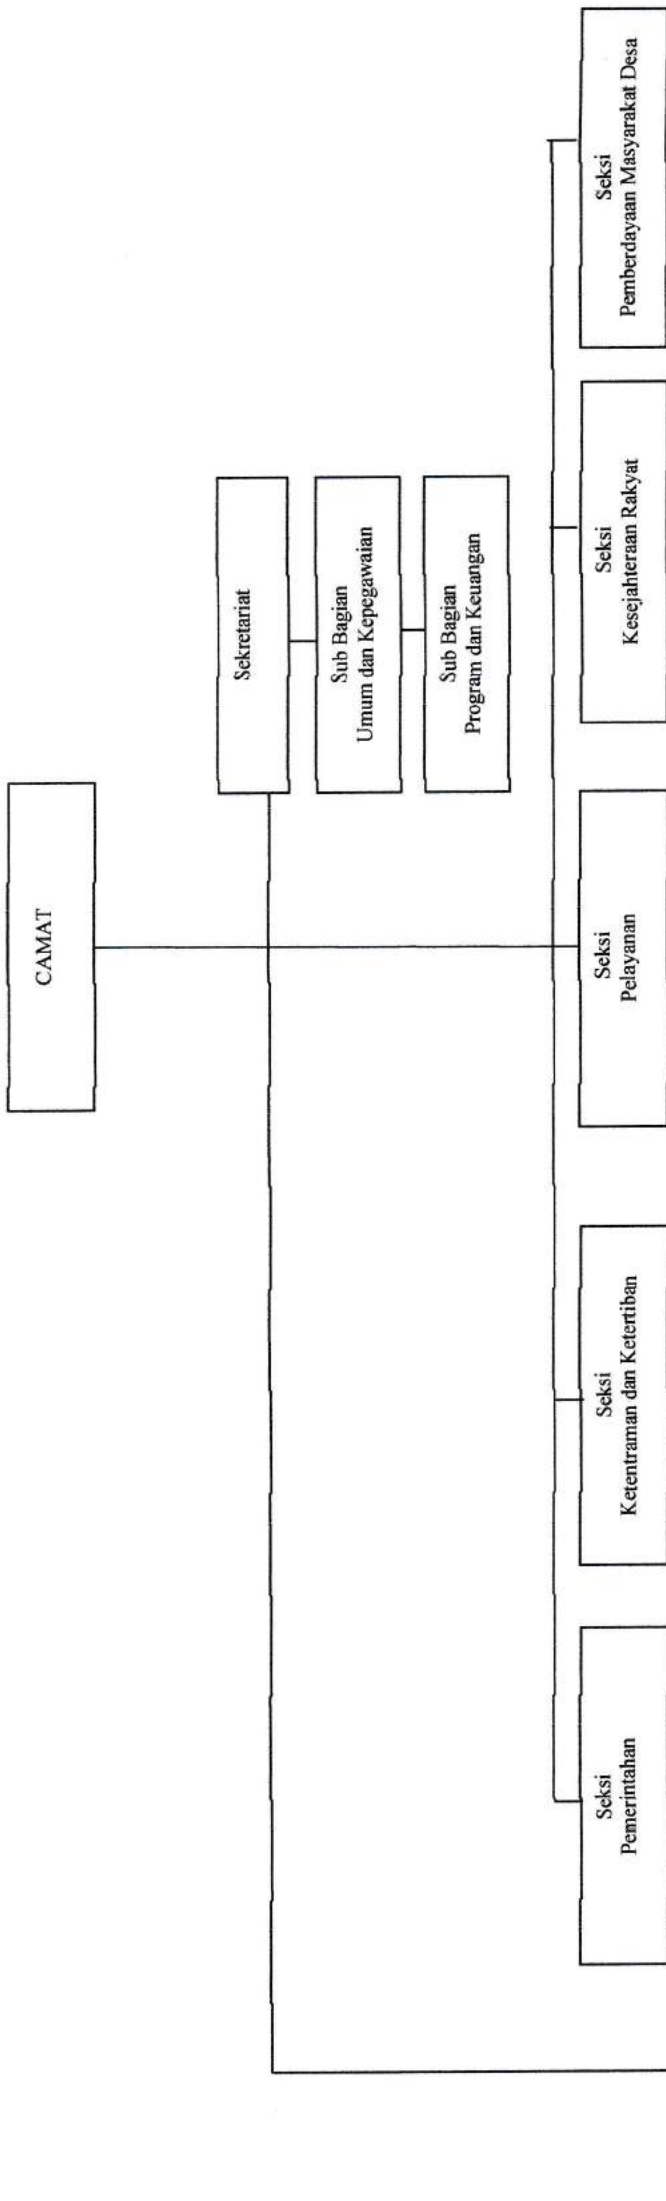 CAMAT
Sekretariat
Sub Bagian
Umum dan Kepegawaian
Sub Bagian
Program dan Keuangan
Seksi
Pemerintahan
Seksi
Ketentraman dan Ketertiban
Seksi
Pelayanan
Seksi
Kesejahteraan Rakyat
Seksi
Pemberdayaan Masyarakat Desa